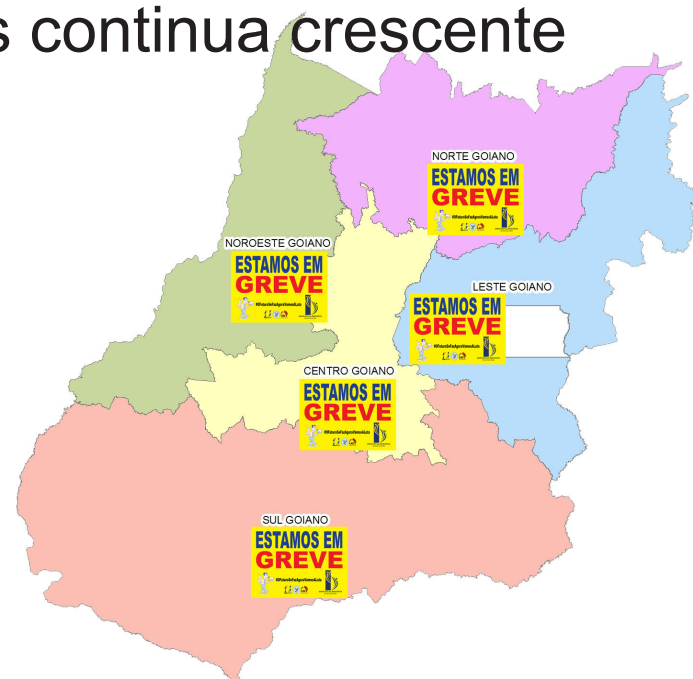 s continua crescente
NORTE GOIANO
ESTAMOS EM
GREVE
NOROESTE GOIANO
ESTAMOS EM
GREVE
LESTE GOIANO
ESTAMOS EM
GREVE
CENTRO GOIANO
ESTAMOS EM
GREVE
SUL GOIANO
ESTAMOS EM
GREVE